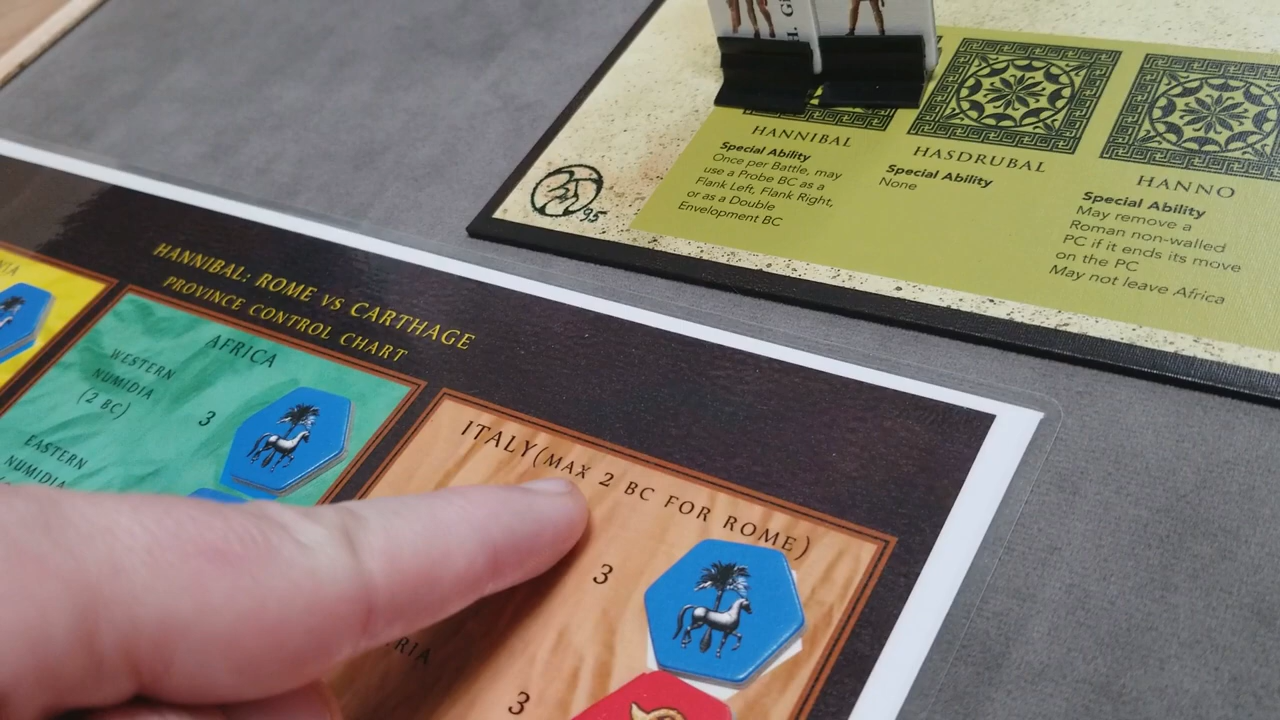 H. Gi
HANNIBAL
Special Ability
Once per Battle, may
use a Probe BC as a
Flank Left, Flank Right,
or as a Double
Envelopment BC
HASDRUBAL
Special Ability
None
HANNO
Special Ability
May remove a
Roman non-walled
PC if it ends its move
on the PC
May not leave Africa
95
HANNIBAL: ROME VS CARTHAGE
PROVINCE CONTROL CHART
AFRICA
WESTERN
NUMIDIA
(2 BC)
3
EASTERN
NUMIDIA
ITALY (MAX 2 BC FOR ROME)
3
RIA
3